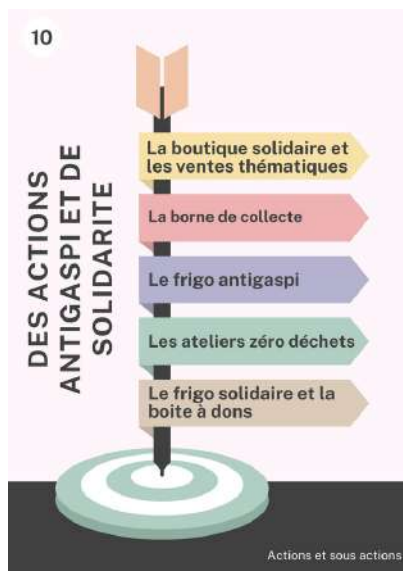 10
DES ACTIONS
ANTIGASPI ET DE
SOLIDARITE
La boutique solidaire et
les ventes thématiques
La borne de collecte
Le frigo antigaspi
Les ateliers zéro déchets
Le frigo solidaire et la
boite à dons
Actions et sous actions